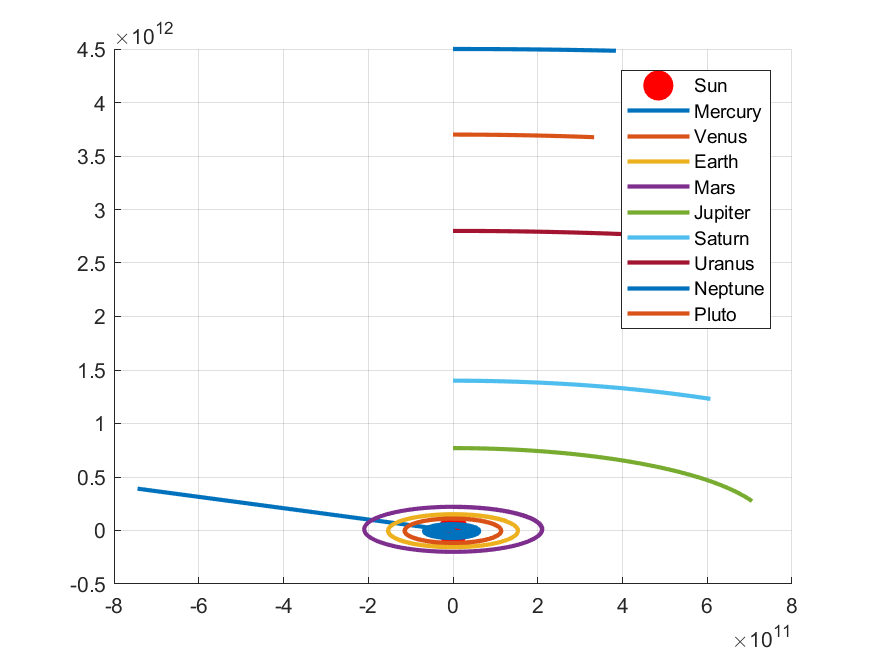 ×10^12
4.5
4
3.5
3
2.5
2
1.5
1
0.5
0
-0.5
-8
-6
-4
-2
0
2
4
6
8
×10^11
Sun
Mercury
Venus
Earth
Mars
Jupiter
Saturn
Uranus
Neptune
Pluto